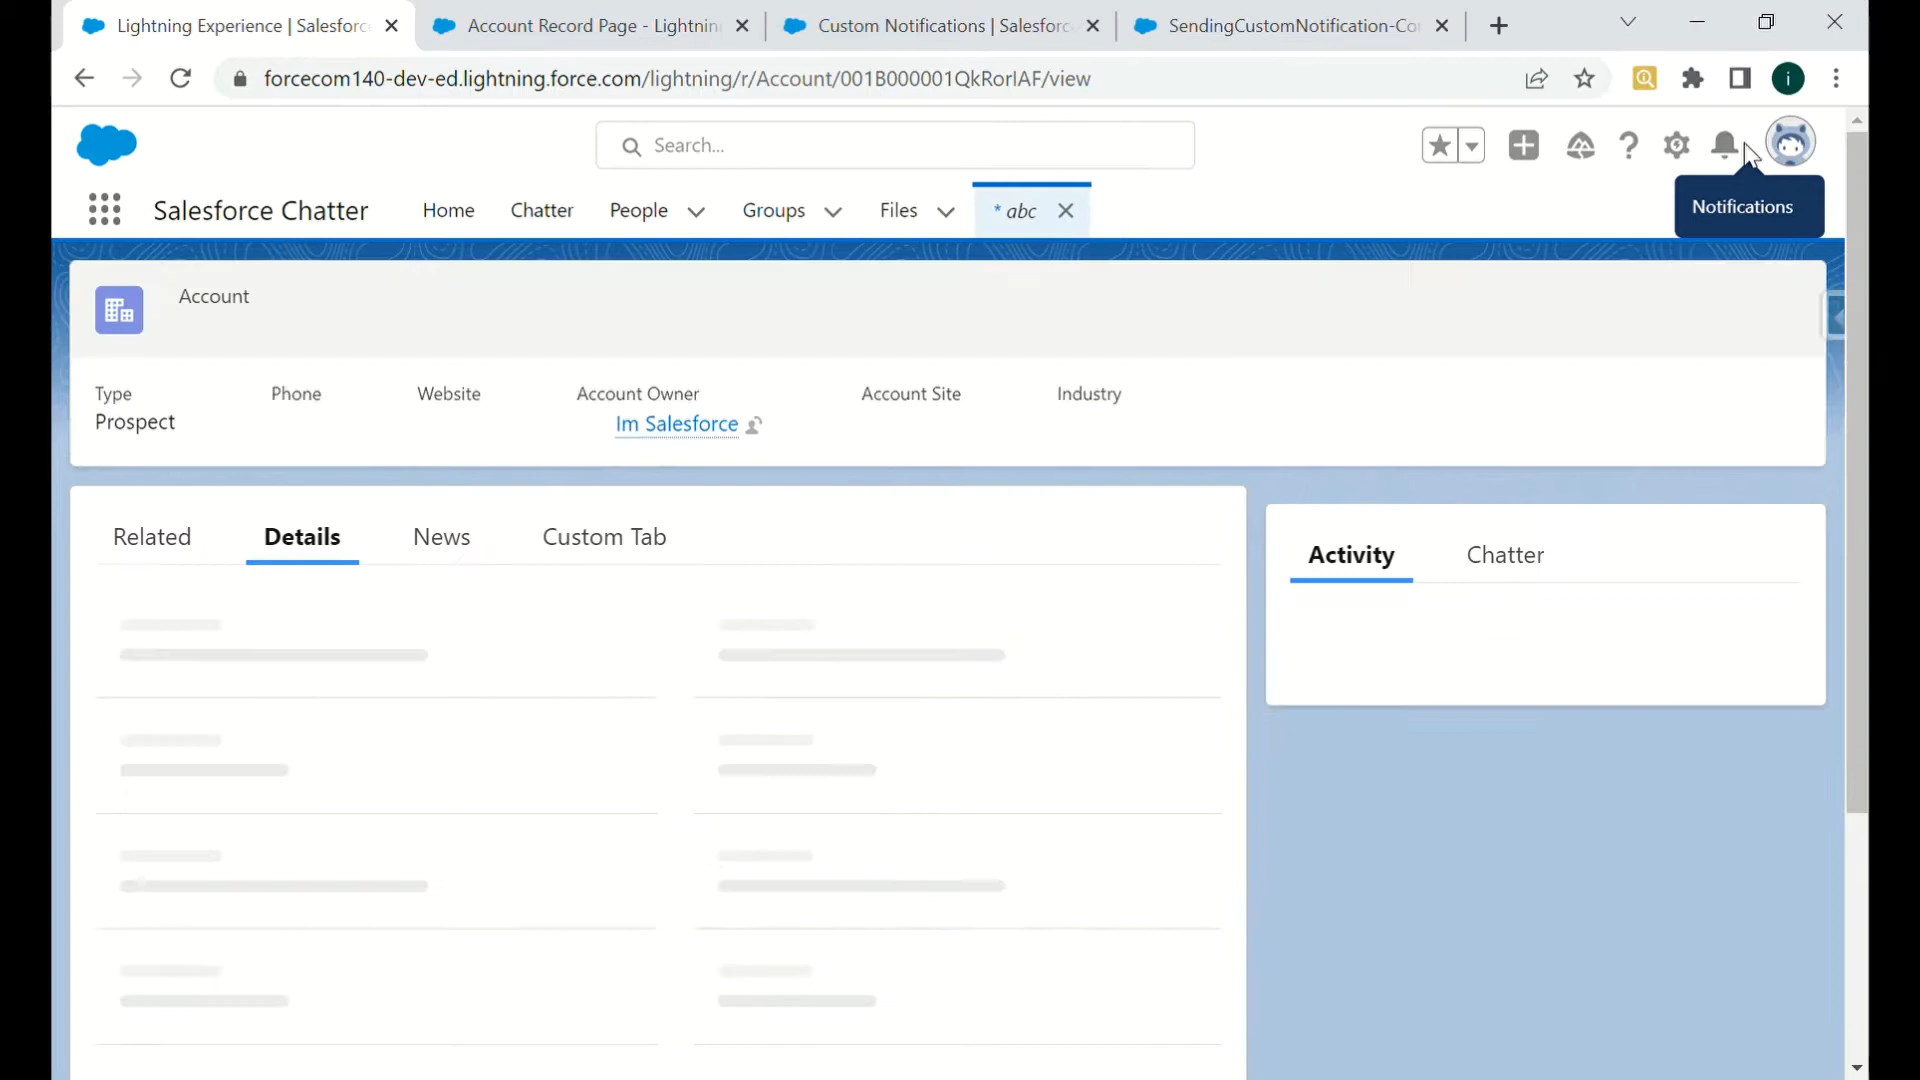 Lightning Experience | Salesforc
Account Record Page - Lightnin
Custom Notifications | Salesforc
SendingCustomNotification-Co
forcecom140-dev-ed.lightning.force.com/lightning/r/Account/001B000001QkRorIAF/view
i
Search...
Salesforce Chatter
Home
Chatter
People
Groups
Files
* abc
Notifications
Account
Type
Phone
Website
Account Owner
Account Site
Industry
Prospect
Im Salesforce
Related
Details
News
Custom Tab
Activity
Chatter